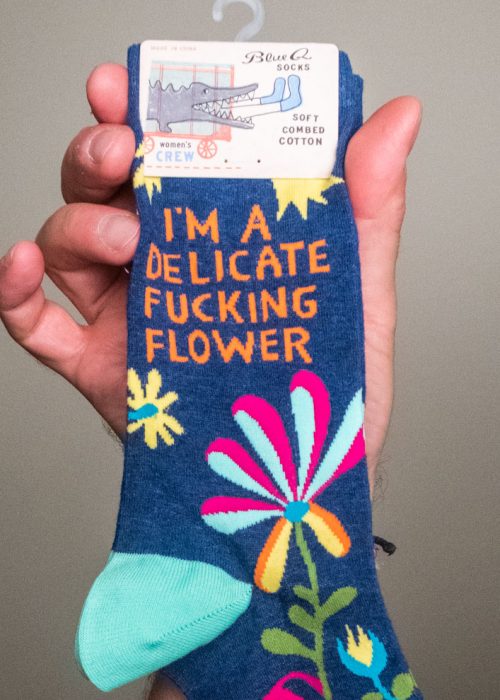 MADE IN CHINA
Blue Q
SOCKS
SOFT
COMBED
COTTON
women's
CREW
I'M A
DELICATE
FUCKING
FLOWER